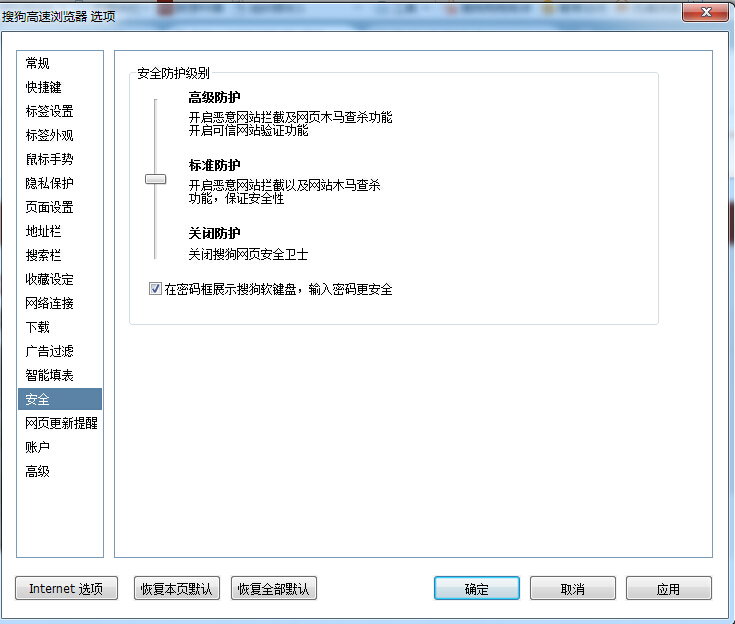 搜狗高速浏览器 选项
常规
快捷键
标签设置
标签外观
鼠标手势
隐私保护
页面设置
地址栏
搜索栏
收藏设定
网络连接
下载
广告过滤
智能填表
安全
网页更新提醒
账户
高级
安全防护级别
高级防护
开启恶意网站拦截及网页木马查杀功能
开启可信网站验证功能
标准防护
开启恶意网站拦截以及网站木马查杀
功能，保证安全性
关闭防护
关闭搜狗网页安全卫士
在密码框展示搜狗软键盘，输入密码更安全
Internet 选项
恢复本页默认
恢复全部默认
确定
取消
应用